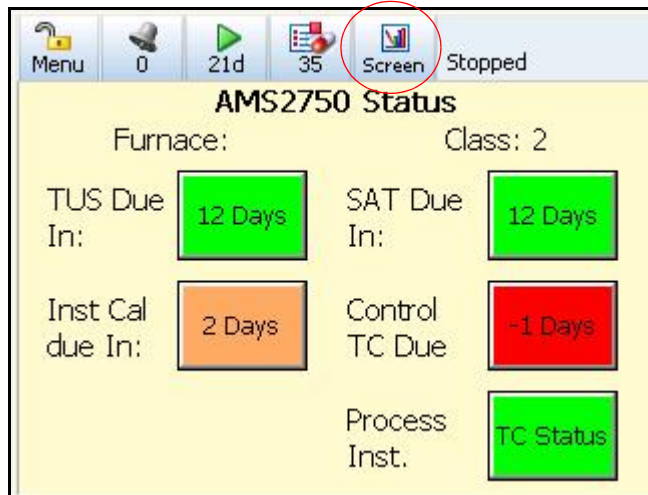 Menu 0 21d 35 Screen Stopped
AMS2750 Status
Furnace: Class: 2
TUS Due In: 12 Days SAT Due In: 12 Days
Inst Cal due In: 2 Days Control TC Due -1 Days
Process Inst. TC Status